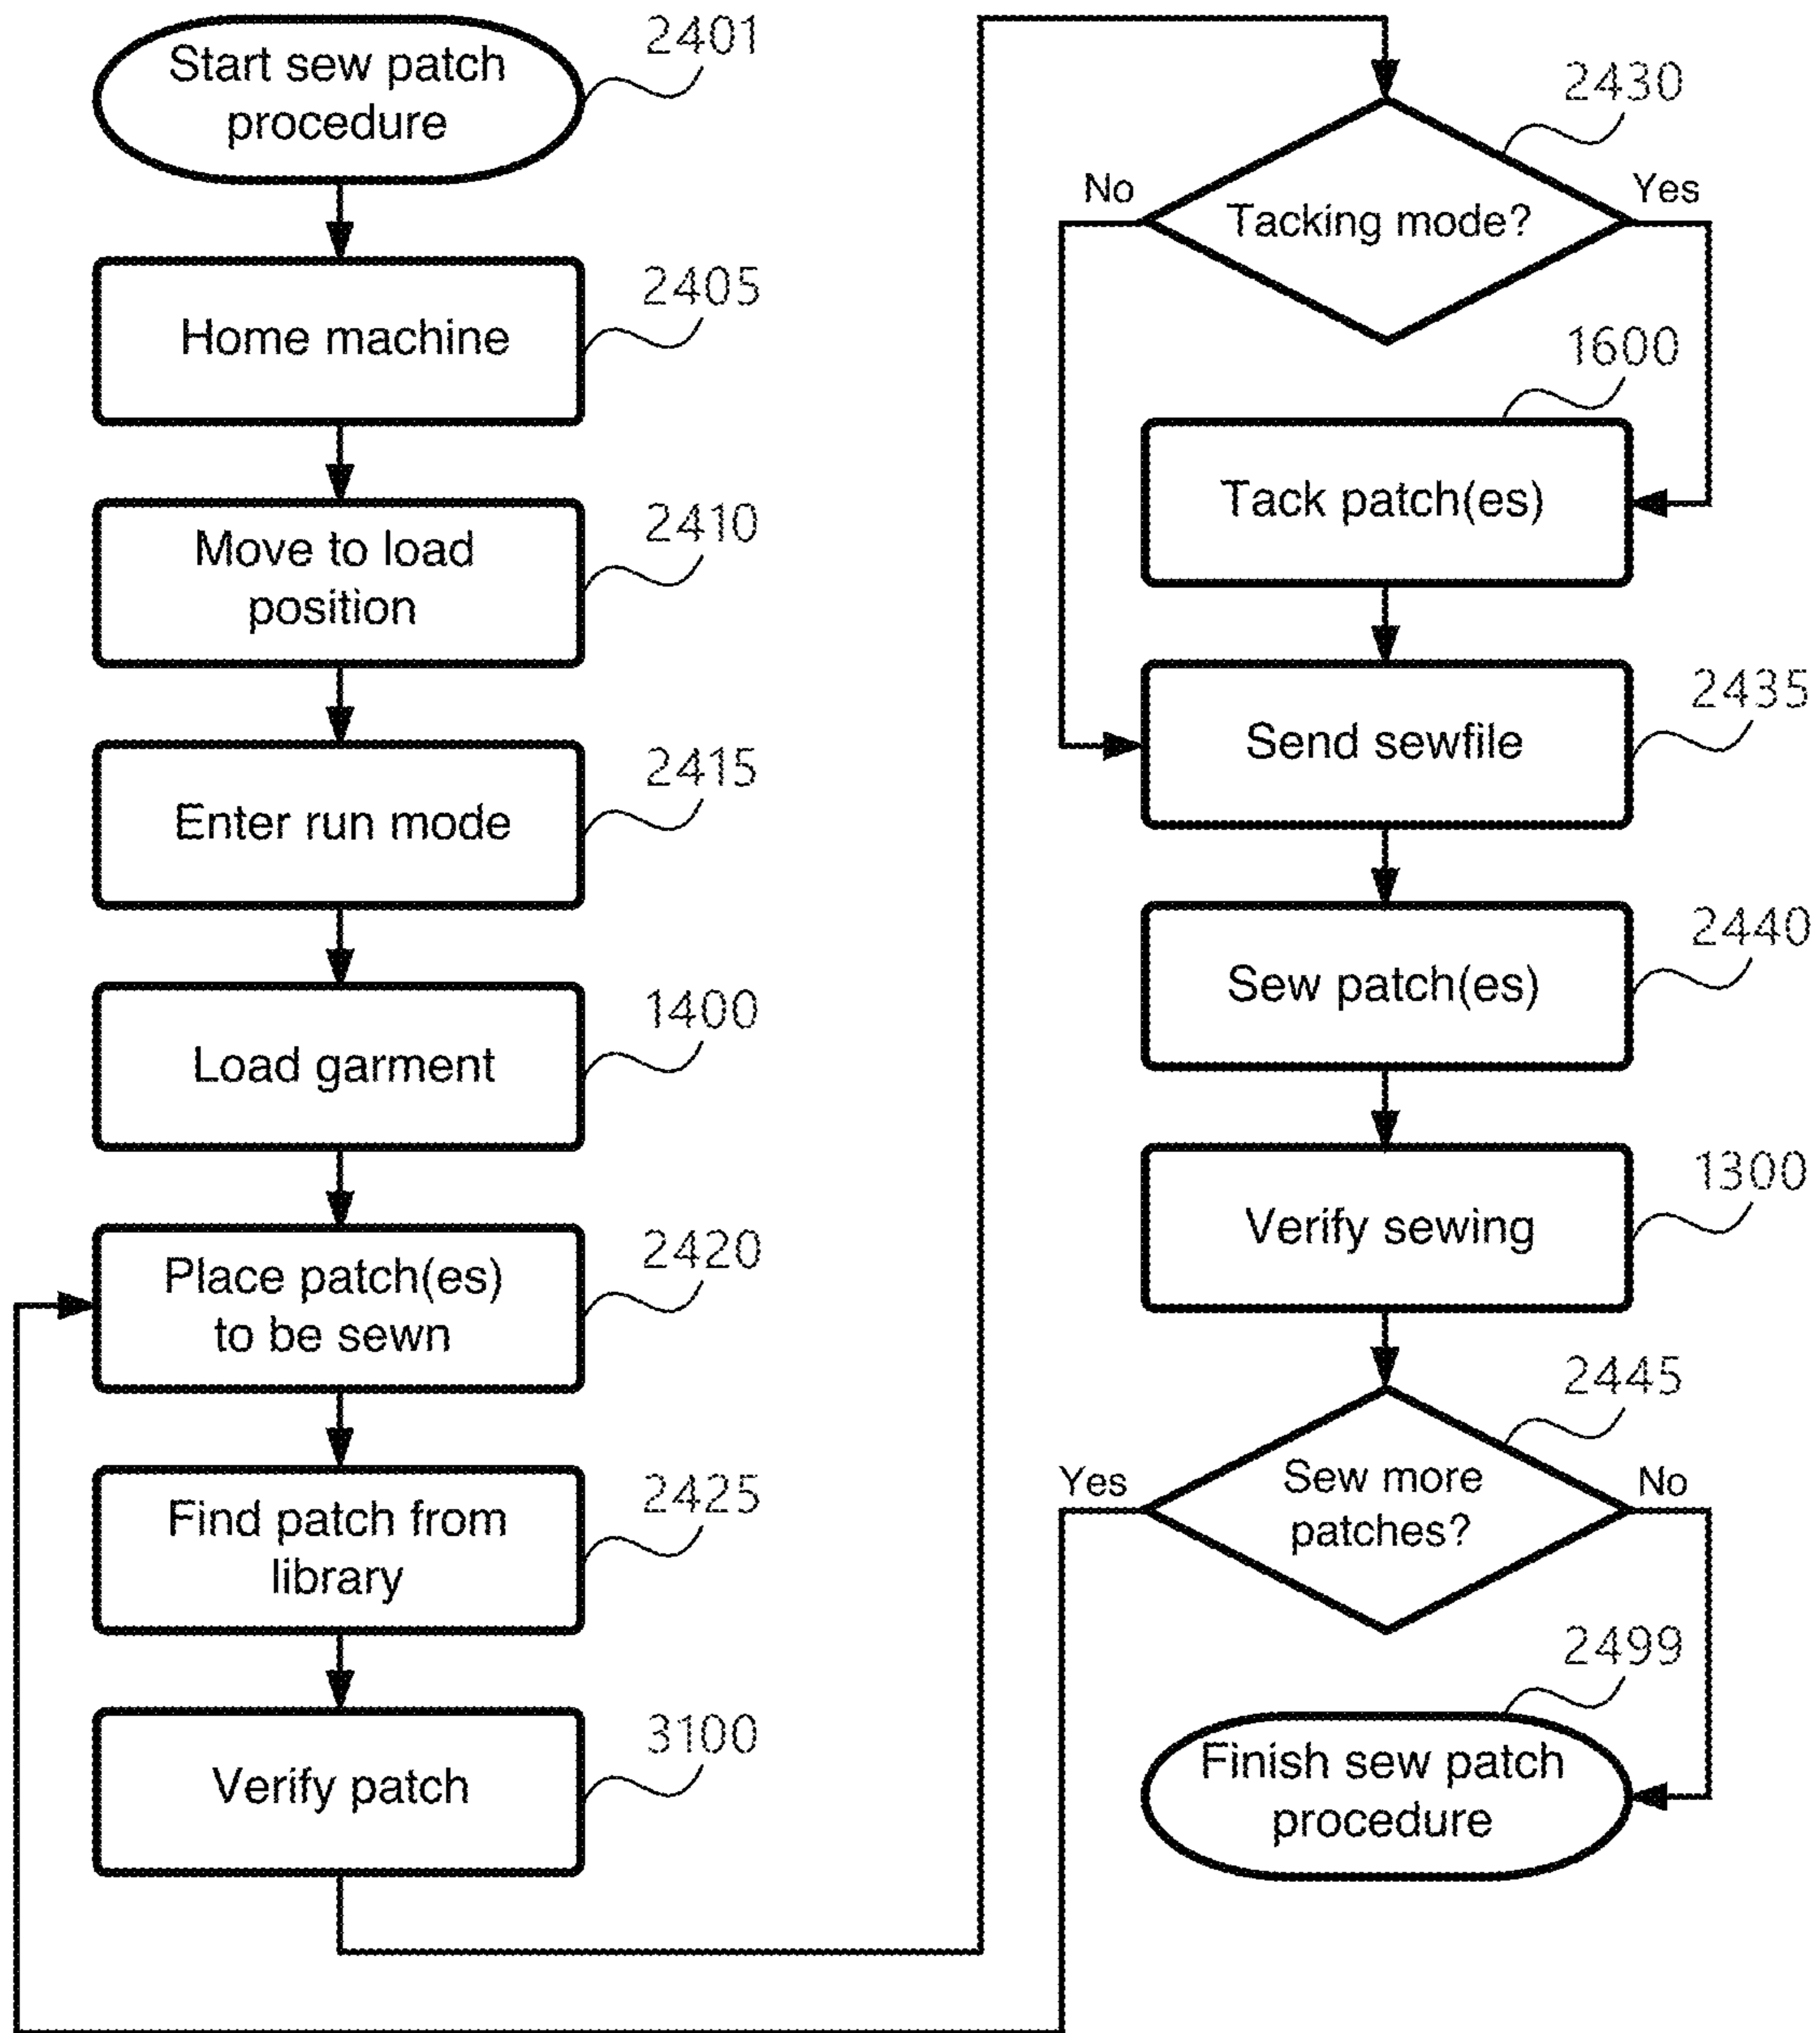 Start sew patch
procedure
2401
Home machine
2405
Move to load
position
2410
Enter run mode
2415
Load garment
1400
Place patch(es)
to be sewn
2420
Find patch from
library
2425
Verify patch
3100
Tacking mode?
2430
No
Yes
Tack patch(es)
1600
Send sewfile
2435
Sew patch(es)
2440
Verify sewing
1300
Sew more
patches?
2445
Yes
No
Finish sew patch
procedure
2499